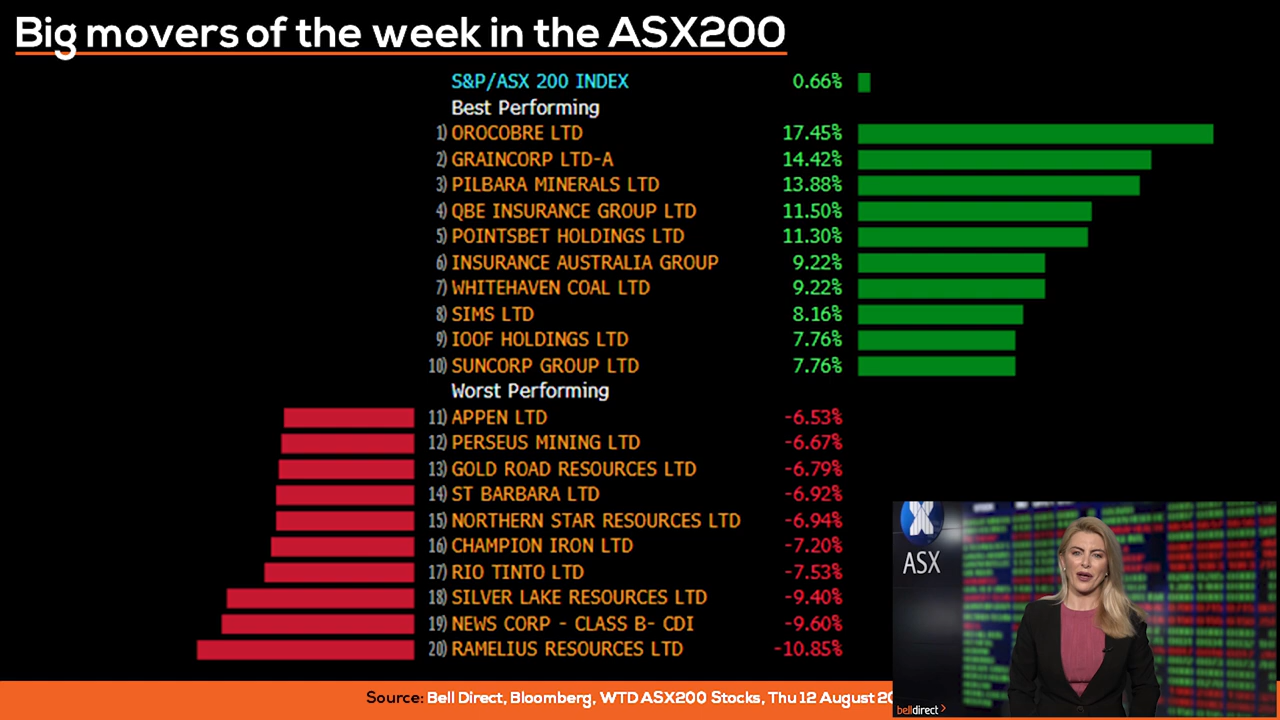 Big movers of the week in the ASX200
S&P/ASX 200 INDEX 0.66%
Best Performing
1) OROCOBRE LTD 17.45%
2) GRAINCORP LTD-A 14.42%
3) PILBARA MINERALS LTD 13.88%
4) QBE INSURANCE GROUP LTD 11.50%
5) POINTSBET HOLDINGS LTD 11.30%
6) INSURANCE AUSTRALIA GROUP 9.22%
7) WHITEHAVEN COAL LTD 9.22%
8) SIMS LTD 8.16%
9) IOOF HOLDINGS LTD 7.76%
10) SUNCORP GROUP LTD 7.76%
Worst Performing
11) APPEN LTD -6.53%
12) PERSEUS MINING LTD -6.67%
13) GOLD ROAD RESOURCES LTD -6.79%
14) ST BARBARA LTD -6.92%
15) NORTHERN STAR RESOURCES LTD -6.94%
16) CHAMPION IRON LTD -7.20%
17) RIO TINTO LTD -7.53%
18) SILVER LAKE RESOURCES LTD -9.40%
19) NEWS CORP - CLASS B- CDI -9.60%
20) RAMELIUS RESOURCES LTD -10.85%
ASX
belldirect
Source: Bell Direct, Bloomberg, WTD ASX200 Stocks, Thu 12 August